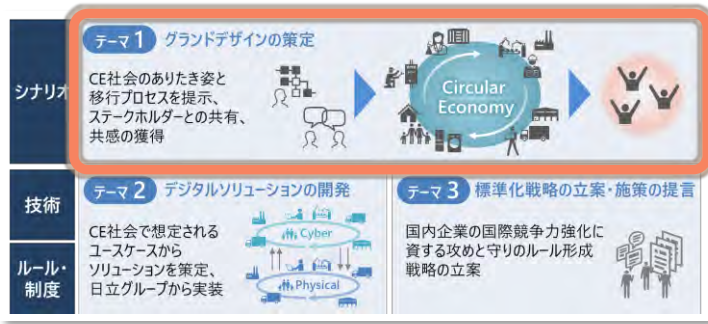 シナリオ
テーマ 1 グランドデザインの策定
CE社会のありたき姿と
移行プロセスを提示、
ステークホルダーとの共有、
共感の獲得
Circular
Economy
技術
ルール・
制度
テーマ 2 デジタルソリューションの開発
CE社会で想定される
ユースケースから
ソリューションを策定、
日立グループから実装
Cyber
Physical
テーマ 3 標準化戦略の立案・施策の提言
国内企業の国際競争力強化に
資する攻めと守りのルール形成
戦略の立案